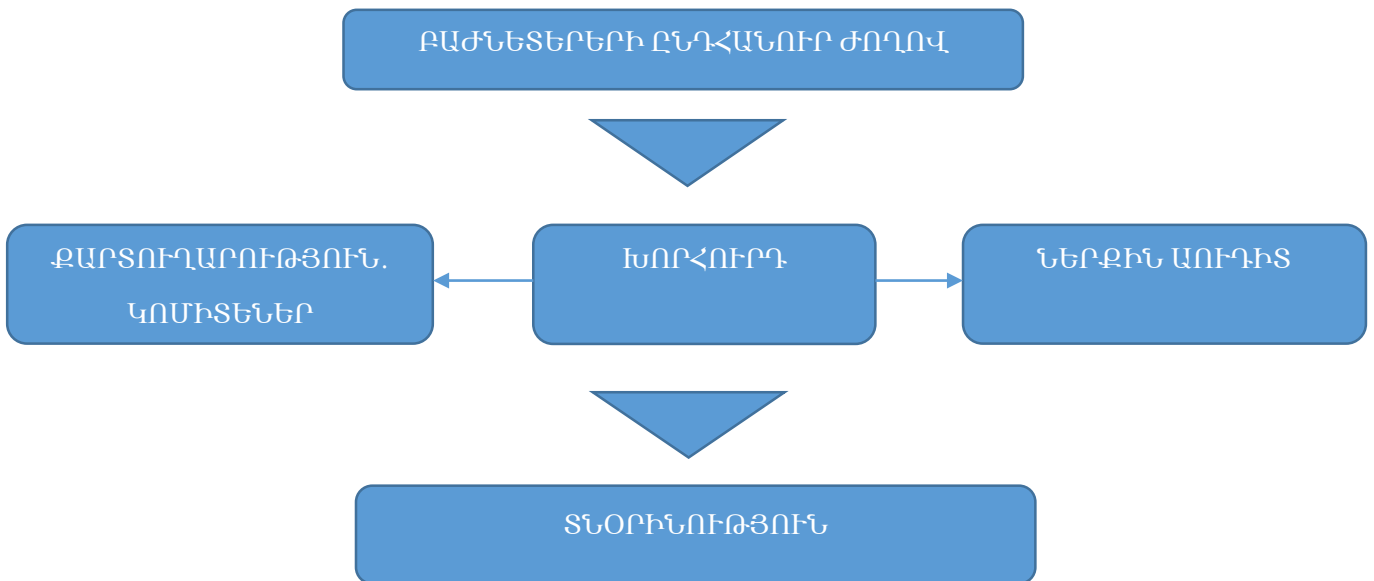 ԲԱԺՆԵՏԵՐԵՐԻ ԸՆԴՀԱՆՈՒՐ ԺՈՂՈՎ
ՔԱՐՏՈՒՂԱՐՈՒԹՅՈՒՆ.
ԿՈՄԻՏԵՆԵՐ
ԽՈՐՀՈՒՐԴ
ՆԵՐՔԻՆ ԱՈՒԴԻՏ
ՏՆՕՐԻՆՈՒԹՅՈՒՆ